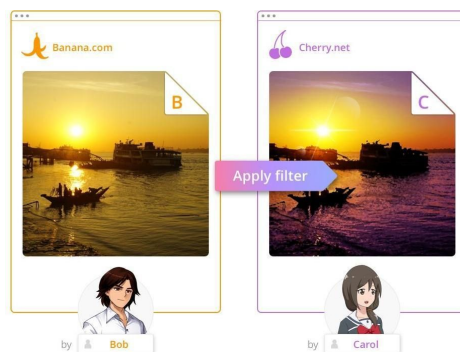 Banana.com
B
by Bob
Apply filter
Cherry.net
C
by Carol